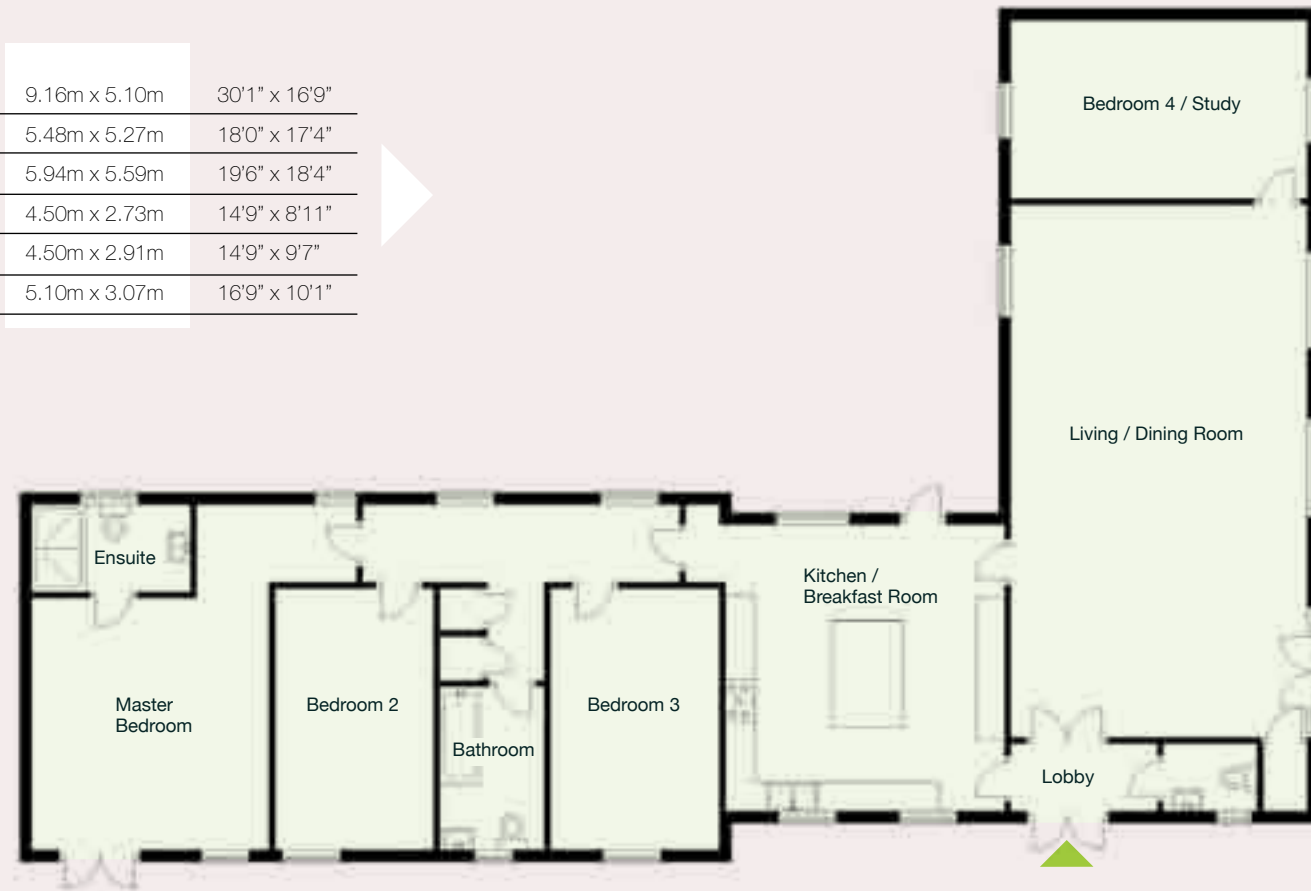 9.16m x 5.10m 30’1” x 16’9”
5.48m x 5.27m 18’0” x 17’4”
5.94m x 5.59m 19’6” x 18’4”
4.50m x 2.73m 14’9” x 8’11”
4.50m x 2.91m 14’9” x 9’7”
5.10m x 3.07m 16’9” x 10’1”
Bedroom 4 / Study
Living / Dining Room
Ensuite
Kitchen /
Breakfast Room
Master
Bedroom
Bedroom 2
Bathroom
Bedroom 3
Lobby